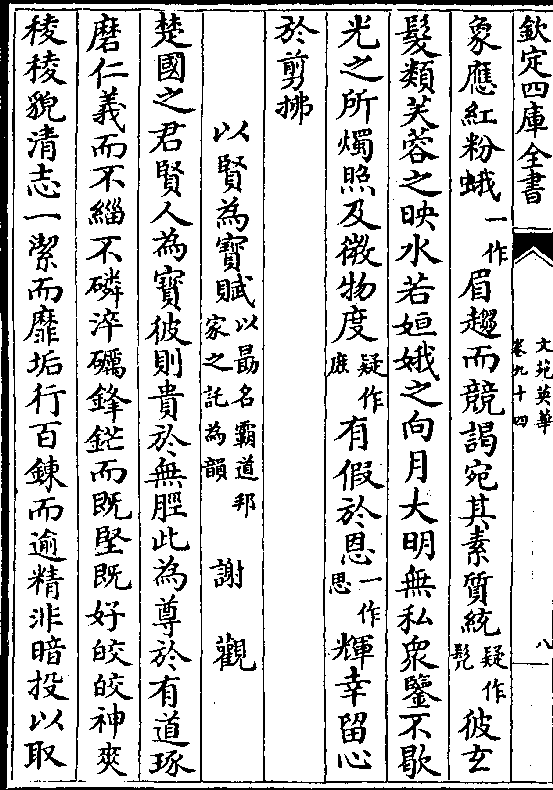 欽定四庫全書
文苑英華
卷九十四
八
象應紅粉蛾一作眉趨而競謁宛其素質統疑作髡彼玄
髮類芙蓉之映水若姮娥之向月大明無私衆鑒不歇
光之所燭照及微物度疑作庶有假於恩一作思輝幸留心
於剪拂
以賢為寶賦以勗名霸道邦家之託為韻 謝觀
楚國之君賢人為寶彼則貴於無脛此為尊於有道琢
磨仁義而不緇不磷淬礪鋒鋩而既堅既好皎皎神爽
稜稜貌清志一潔而靡垢行百鍊而逾精非暗投以取